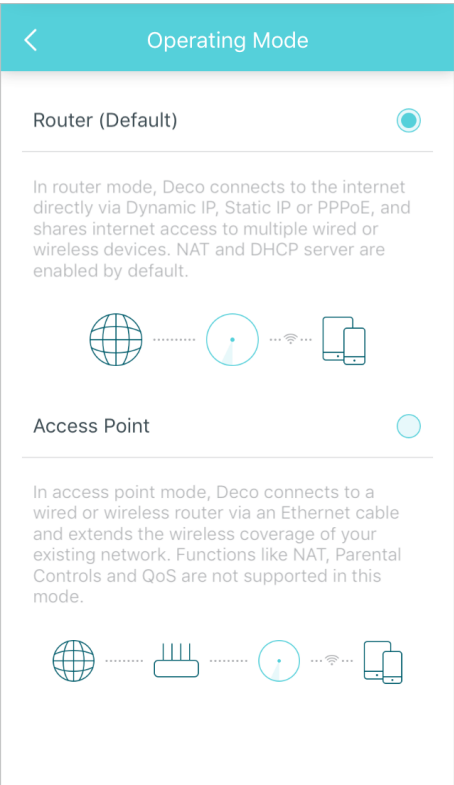 Operating Mode
Router (Default)
In router mode, Deco connects to the internet
directly via Dynamic IP, Static IP or PPPoE, and
shares internet access to multiple wired or
wireless devices. NAT and DHCP server are
enabled by default.
Access Point
In access point mode, Deco connects to a
wired or wireless router via an Ethernet cable
and extends the wireless coverage of your
existing network. Functions like NAT, Parental
Controls and QoS are not supported in this
mode.